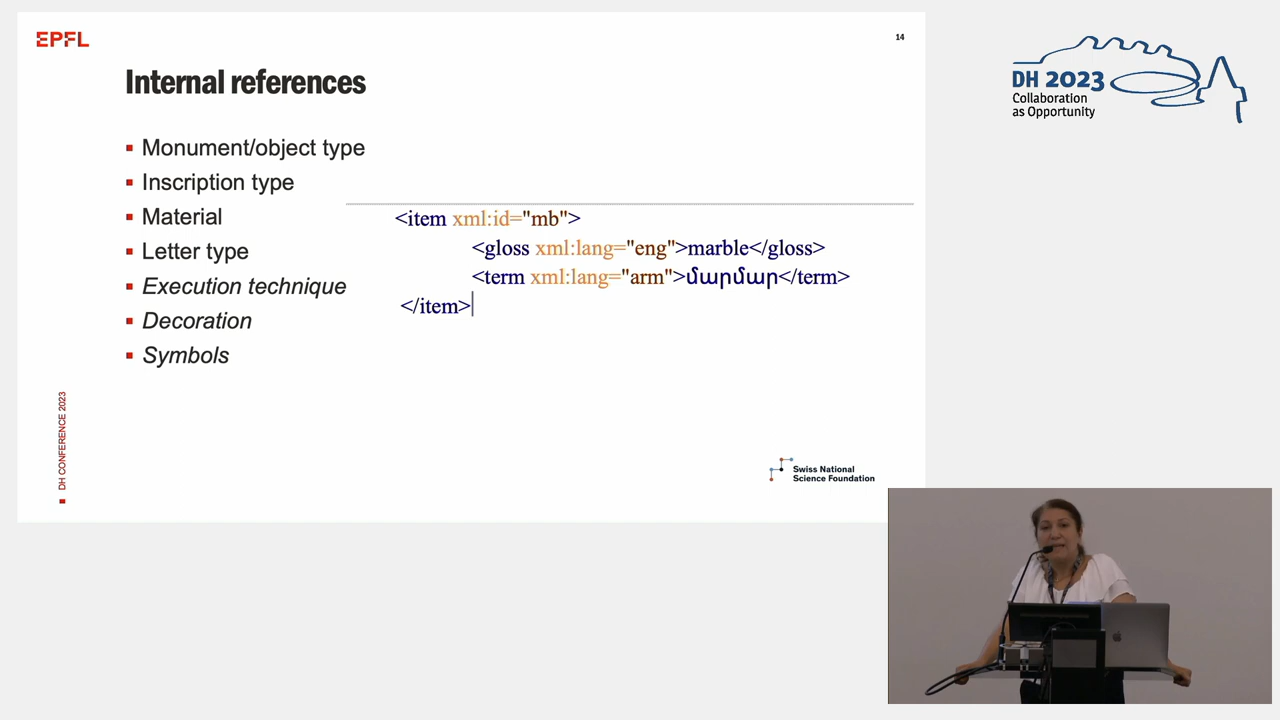 EPFL
14
Internal references
Monument/object type
Inscription type
Material
Letter type
Execution technique
Decoration
Symbols
<item xml:id="mb">
<gloss xml:lang="eng">marble</gloss>
<term xml:lang="arm">մարմար</term>
</item>
DH CONFERENCE 2023
Swiss National
Science Foundation
DH 2023
Collaboration
as Opportunity